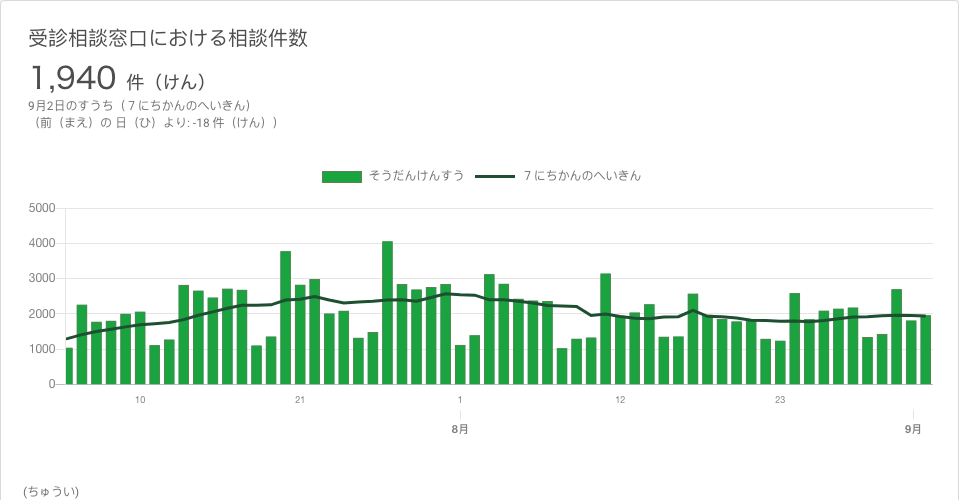 受診相談窓口における相談件数
1,940 件（けん）
9月2日のすうち（７にちかんのへいきん）
（前（まえ）の 日（ひ）より: -18 件（けん））
そうだんけんすう ７にちかんのへいきん
5000
4000
3000
2000
1000
0
10 21 1 12 23
8月 9月
(ちゅうい)